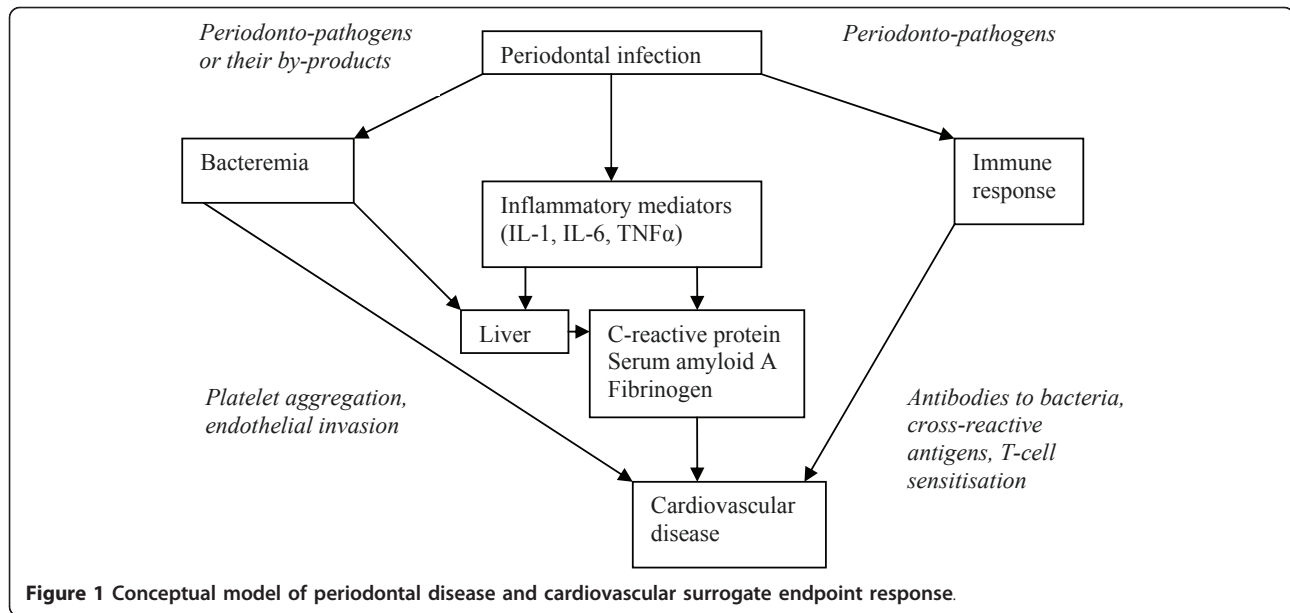 Periodonto-pathogens
or their by-products
Periodontal infection
Periodonto-pathogens
Bacteremia
Immune
response
Inflammatory mediators
(IL-1, IL-6, TNFα)
Liver
C-reactive protein
Serum amyloid A
Fibrinogen
Platelet aggregation,
endothelial invasion
Antibodies to bacteria,
cross-reactive
antigens, T-cell
sensitisation
Cardiovascular
disease
Figure 1 Conceptual model of periodontal disease and cardiovascular surrogate endpoint response.